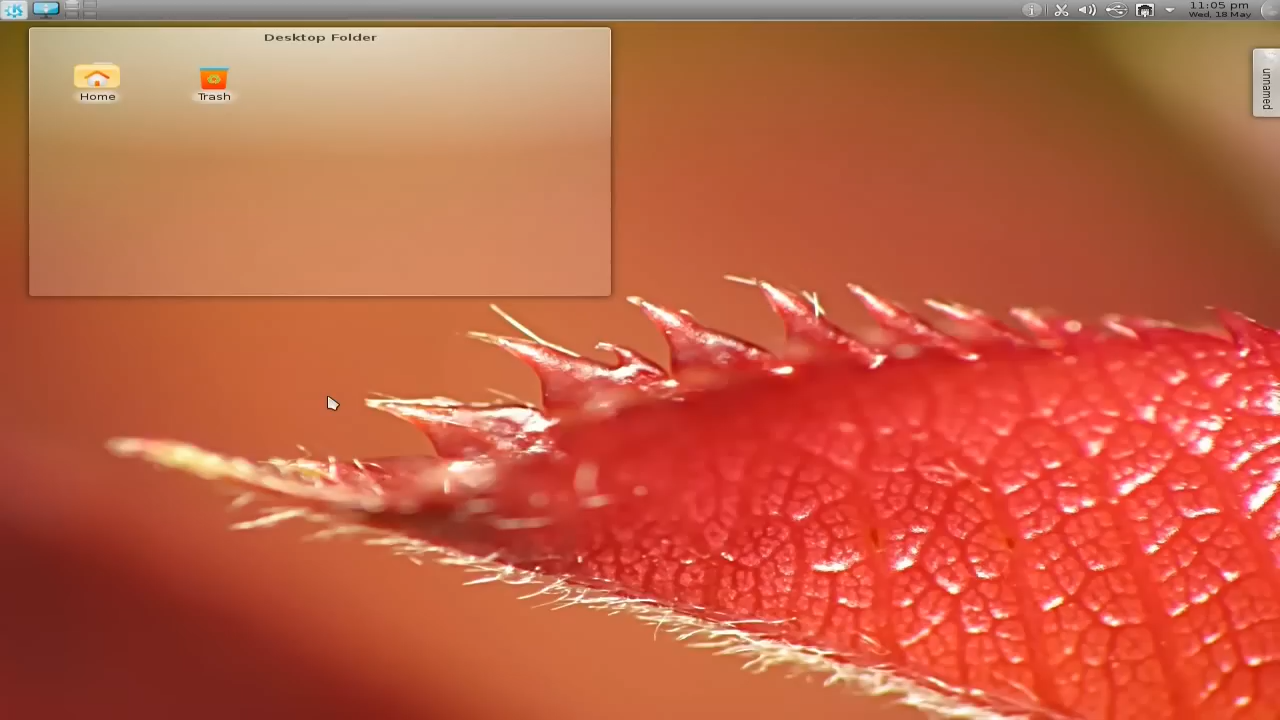 11:05 pm
Wed, 18 May
Desktop Folder
Home
Trash
unnamed